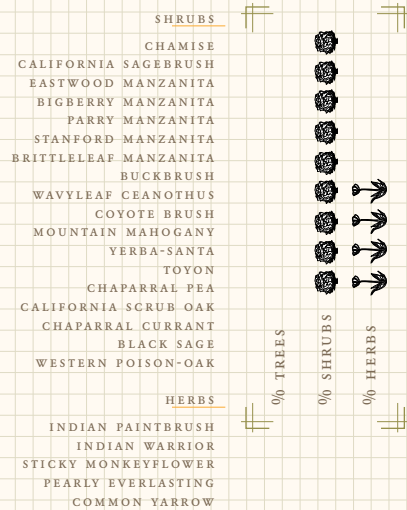 SHRUBS
CHAMISE
CALIFORNIA SAGEBRUSH
EASTWOOD MANZANITA
BIGBERRY MANZANITA
PARRY MANZANITA
STANFORD MANZANITA
BRITTLELEAF MANZANITA
BUCKBRUSH
WAVYLEAF CEANOTHUS
COYOTE BRUSH
MOUNTAIN MAHOGANY
YERBA-SANTA
TOYON
CHAPARRAL PEA
CALIFORNIA SCRUB OAK
CHAPARRAL CURRANT
BLACK SAGE
WESTERN POISON-OAK
HERBS
INDIAN PAINTBRUSH
INDIAN WARRIOR
STICKY MONKEYFLOWER
PEARLY EVERLASTING
COMMON YARROW
% TREES
% SHRUBS
% HERBS